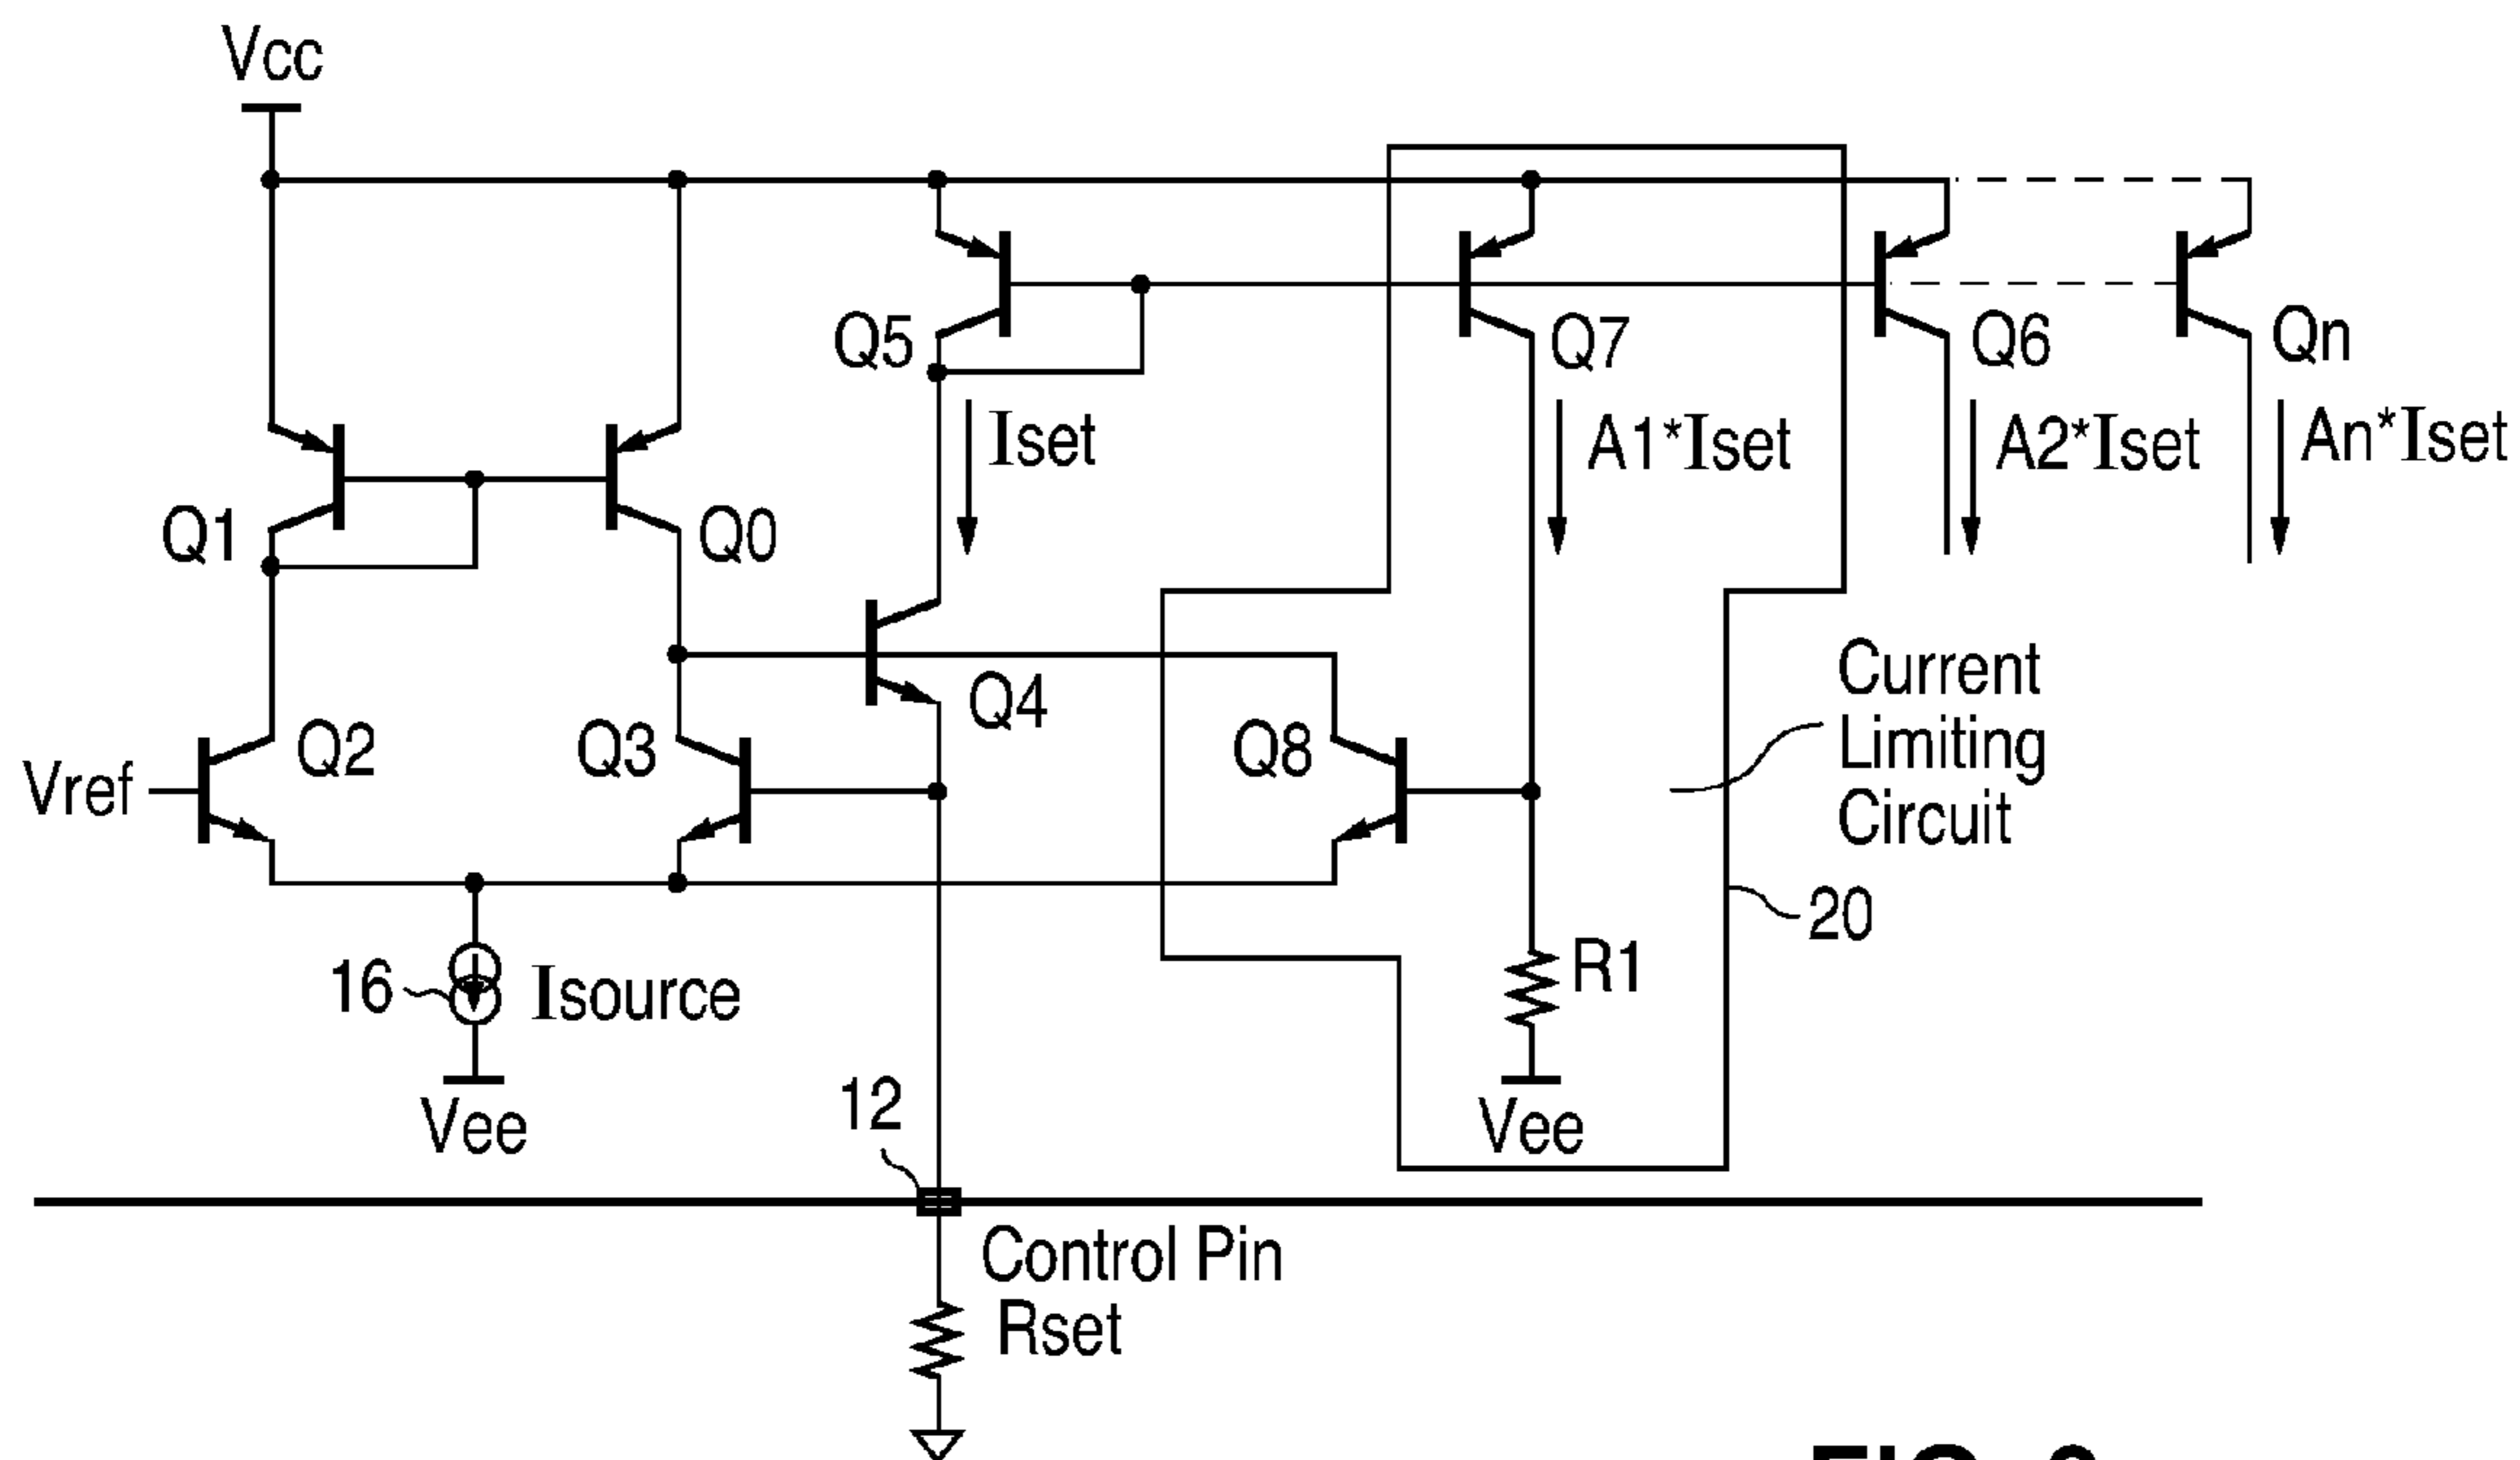 Vcc
Q5
Q7
Q6
Qn
Iset
A1*Iset
A2*Iset
An*Iset
Q1
Q0
Q4
Current
Limiting
Circuit
Vref
Q2
Q3
Q8
20
16
Isource
R1
Vee
12
Vee
Control Pin
Rset